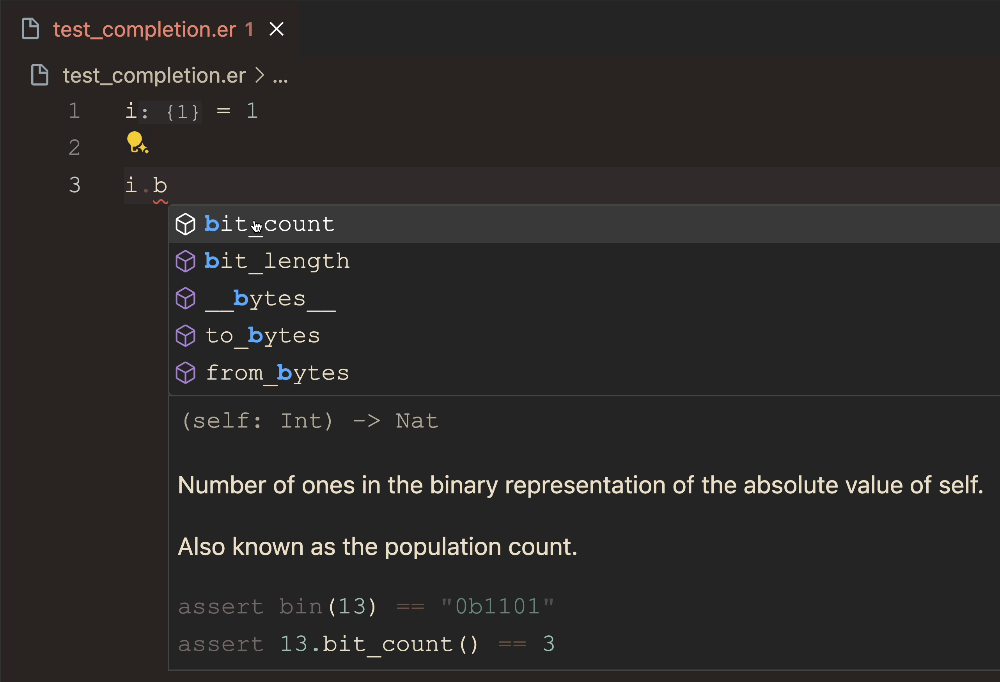 test_completion.er 1
test_completion.er > ...
1 i: {1} = 1
2
3 i.b
bit_count
bit_length
__bytes__
to_bytes
from_bytes
(self: Int) -> Nat
Number of ones in the binary representation of the absolute value of self.
Also known as the population count.
assert bin(13) == "0b1101"
assert 13.bit_count() == 3